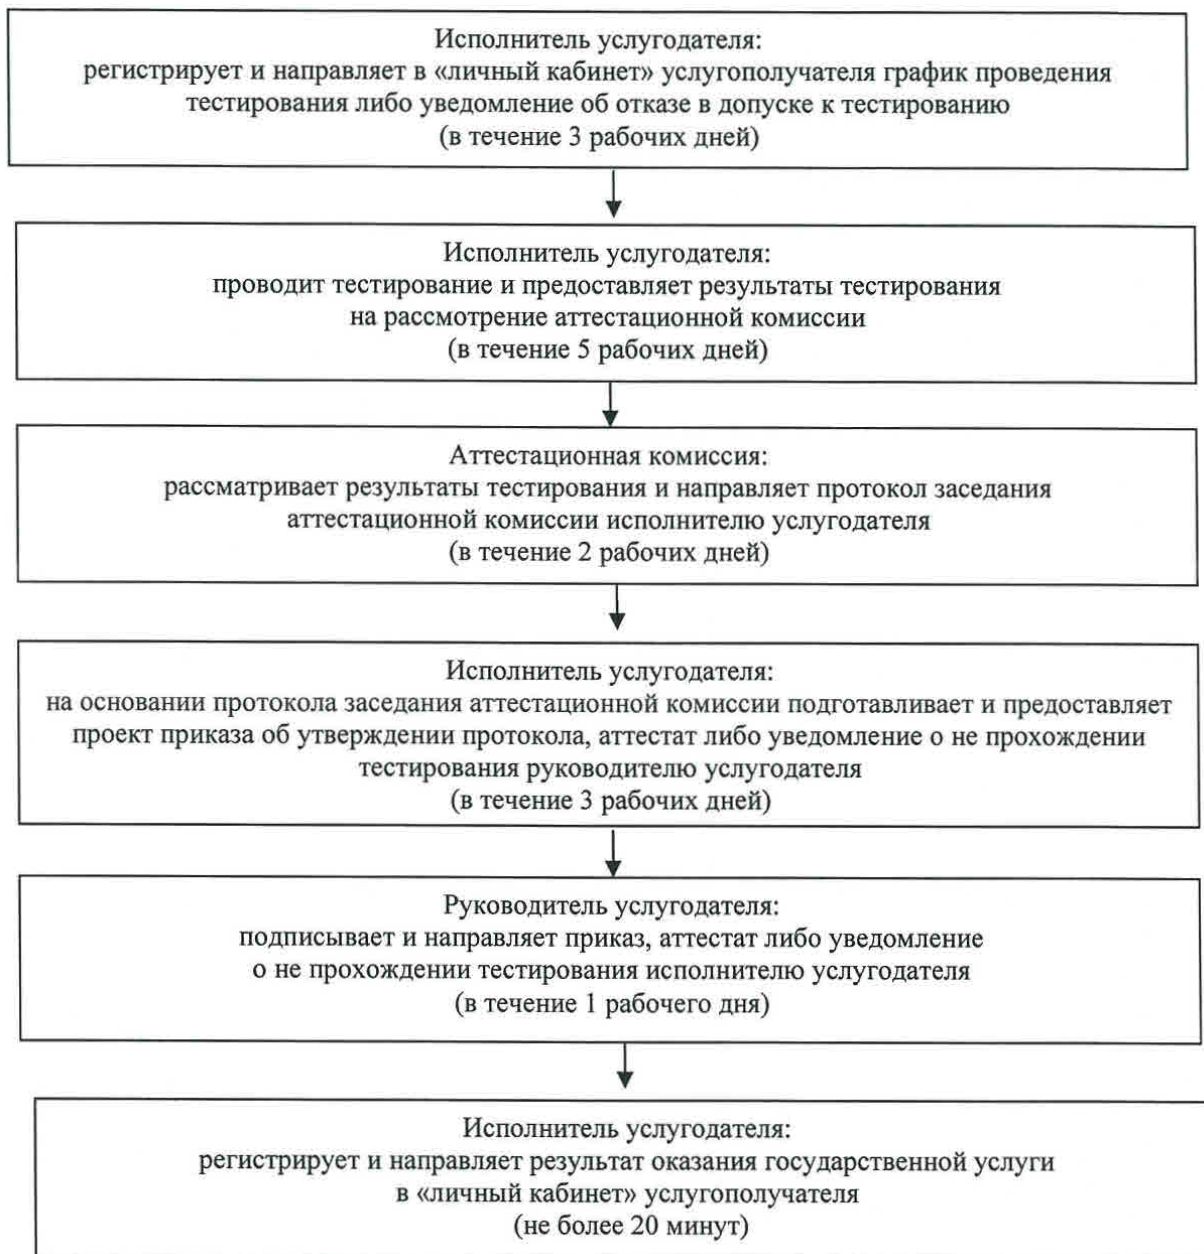 Исполнитель услугодателя:
регистрирует и направляет в «личный кабинет» услугополучателя график проведения
тестирования либо уведомление об отказе в допуске к тестированию
(в течение 3 рабочих дней)
Исполнитель услугодателя:
проводит тестирование и предоставляет результаты тестирования
на рассмотрение аттестационной комиссии
(в течение 5 рабочих дней)
Аттестационная комиссия:
рассматривает результаты тестирования и направляет протокол заседания
аттестационной комиссии исполнителю услугодателя
(в течение 2 рабочих дней)
Исполнитель услугодателя:
на основании протокола заседания аттестационной комиссии подготавливает и предоставляет
проект приказа об утверждении протокола, аттестат либо уведомление о не прохождении
тестирования руководителю услугодателя
(в течение 3 рабочих дней)
Руководитель услугодателя:
подписывает и направляет приказ, аттестат либо уведомление
о не прохождении тестирования исполнителю услугодателя
(в течение 1 рабочего дня)
Исполнитель услугодателя:
регистрирует и направляет результат оказания государственной услуги
в «личный кабинет» услугополучателя
(не более 20 минут)